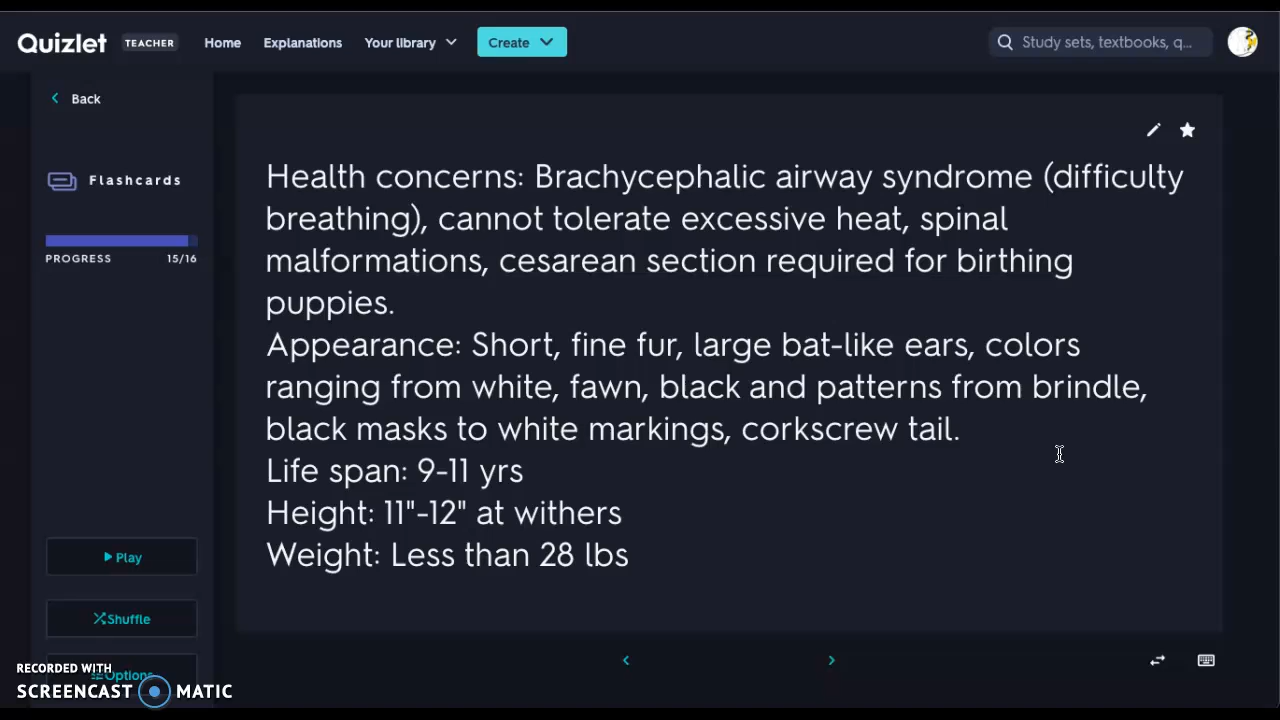 Quizlet TEACHER Home Explanations Your library Create Study sets, textbooks, q...
Back
Flashcards
PROGRESS 15/16
Health concerns: Brachycephalic airway syndrome (difficulty
breathing), cannot tolerate excessive heat, spinal
malformations, cesarean section required for birthing
puppies.
Appearance: Short, fine fur, large bat-like ears, colors
ranging from white, fawn, black and patterns from brindle,
black masks to white markings, corkscrew tail.
Life span: 9-11 yrs
Height: 11"-12" at withers
Weight: Less than 28 lbs
Play
Shuffle
Options
RECORDED WITH
SCREENCAST MATIC